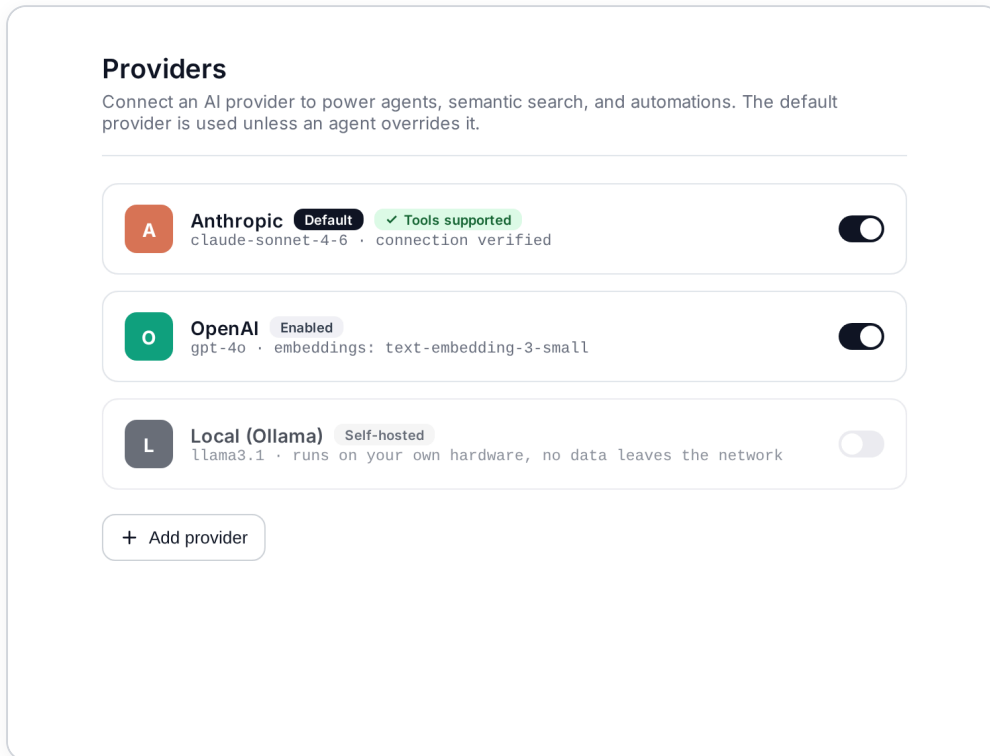 Providers
Connect an AI provider to power agents, semantic search, and automations. The default
provider is used unless an agent overrides it.
A
Anthropic Default ✓ Tools supported
claude-sonnet-4-6 · connection verified
O
OpenAI Enabled
gpt-4o · embeddings: text-embedding-3-small
L
Local (Ollama) Self-hosted
llama3.1 · runs on your own hardware, no data leaves the network
+ Add provider